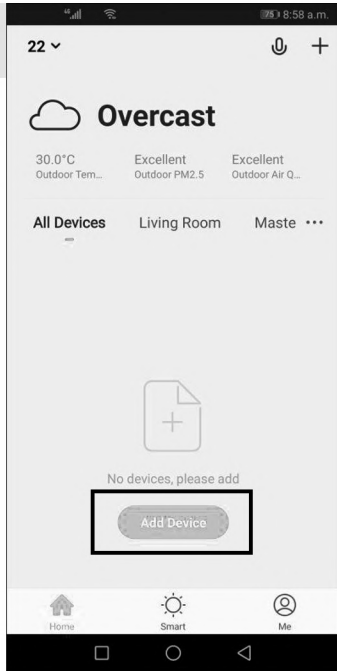 75 8:58 a.m.
22
Overcast
30.0°C Excellent Excellent
Outdoor Tem... Outdoor PM2.5 Outdoor Air Q...
All Devices Living Room Maste ...
No devices, please add
Add Device
Home Smart Me